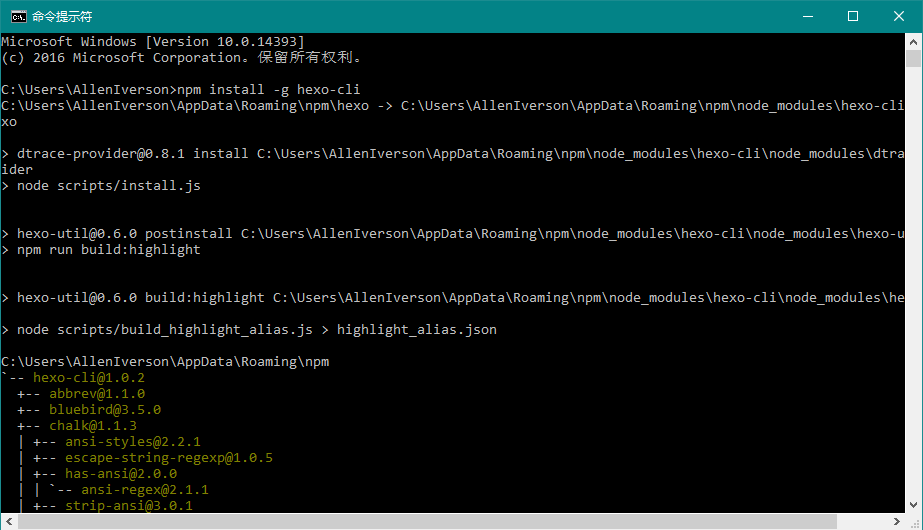 命令提示符
Microsoft Windows [Version 10.0.14393]
(c) 2016 Microsoft Corporation。保留所有权利。
C:\Users\AllenIverson>npm install -g hexo-cli
C:\Users\AllenIverson\AppData\Roaming\npm\hexo -> C:\Users\AllenIverson\AppData\Roaming\npm\node_modules\hexo-cli
xo
> dtrace-provider@0.8.1 install C:\Users\AllenIverson\AppData\Roaming\npm\node_modules\hexo-cli\node_modules\dtra
ider
> node scripts/install.js
> hexo-util@0.6.0 postinstall C:\Users\AllenIverson\AppData\Roaming\npm\node_modules\hexo-cli\node_modules\hexo-u
> npm run build:highlight
> hexo-util@0.6.0 build:highlight C:\Users\AllenIverson\AppData\Roaming\npm\node_modules\hexo-cli\node_modules\he
> node scripts/build_highlight_alias.js > highlight_alias.json
C:\Users\AllenIverson\AppData\Roaming\npm
`-- hexo-cli@1.0.2
  +-- abbrev@1.1.0
  +-- bluebird@3.5.0
  +-- chalk@1.1.3
  | +-- ansi-styles@2.2.1
  | +-- escape-string-regexp@1.0.5
  | +-- has-ansi@2.0.0
  | | `-- ansi-regex@2.1.1
  | +-- strip-ansi@3.0.1